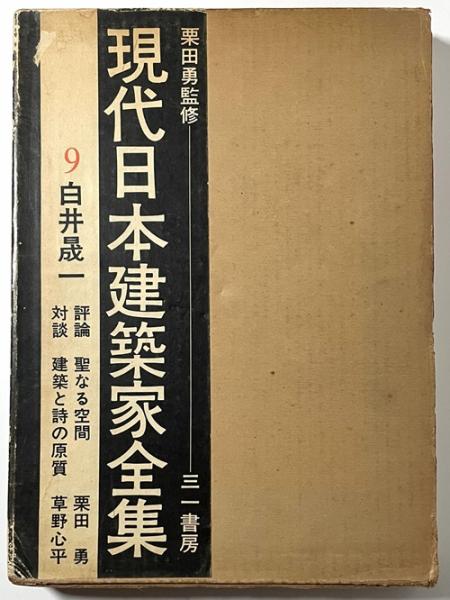 栗田勇監修 三一書房
現代日本建築家全集
9 白井晟一
評論 聖なる空間 栗田 勇
対談 建築と詩の原質 草野心平